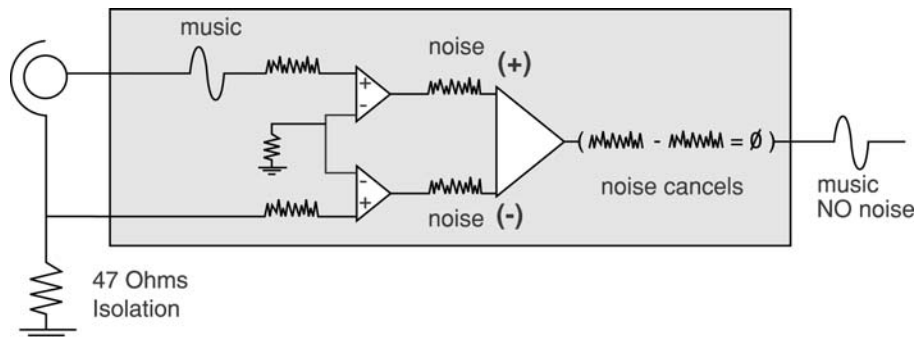 music
noise (+)
+
-
( - = ø )
-
+
noise cancels
noise (-)
music
NO noise
47 Ohms
Isolation